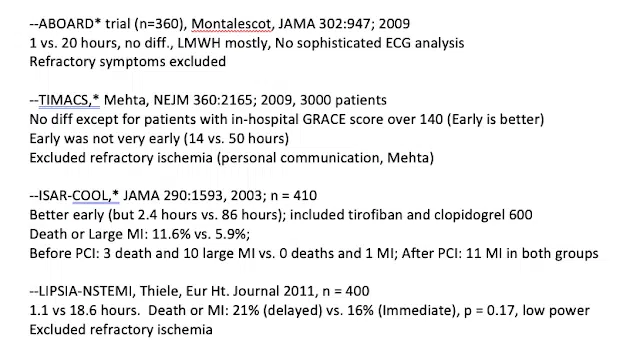 --ABOARD* trial (n=360), Montalescot, JAMA 302:947; 2009
1 vs. 20 hours, no diff., LMWH mostly, No sophisticated ECG analysis
Refractory symptoms excluded
--TIMACS,* Mehta, NEJM 360:2165; 2009, 3000 patients
No diff except for patients with in-hospital GRACE score over 140 (Early is better)
Early was not very early (14 vs. 50 hours)
Excluded refractory ischemia (personal communication, Mehta)
--ISAR-COOL,* JAMA 290:1593, 2003; n = 410
Better early (but 2.4 hours vs. 86 hours); included tirofiban and clopidogrel 600
Death or Large MI: 11.6% vs. 5.9%;
Before PCI: 3 death and 10 large MI vs. 0 deaths and 1 MI; After PCI: 11 MI in both groups
--LIPSIA-NSTEMI, Thiele, Eur Ht. Journal 2011, n = 400
1.1 vs 18.6 hours.  Death or MI: 21% (delayed) vs. 16% (Immediate), p = 0.17, low power
Excluded refractory ischemia